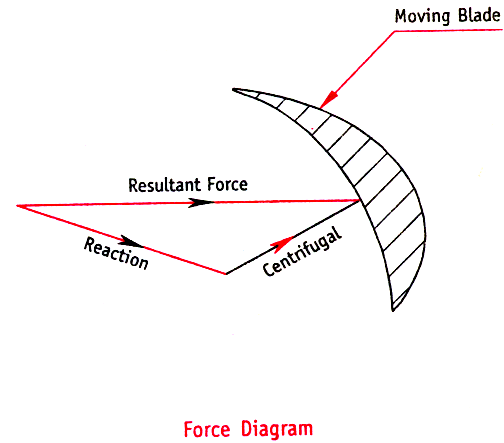 Moving Blade
Resultant Force
Reaction
Centrifugal
Force Diagram